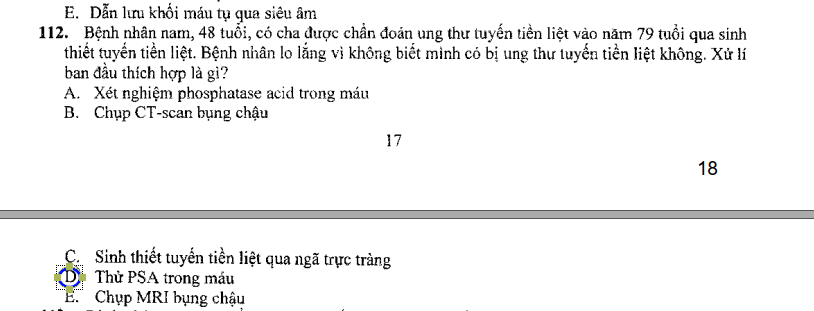 E. Dẫn lưu khối máu tụ qua siêu âm
112. Bệnh nhân nam, 48 tuổi, có cha được chẩn đoán ung thư tuyến tiền liệt vào năm 79 tuổi qua sinh
thiết tuyến tiền liệt. Bệnh nhân lo lắng vì không biết mình có bị ung thư tuyến tiền liệt không. Xử lí
ban đầu thích hợp là gì?
A. Xét nghiệm phosphatase acid trong máu
B. Chụp CT-scan bụng chậu
17
18
C. Sinh thiết tuyến tiền liệt qua ngã trực tràng
D Thử PSA trong máu
E. Chụp MRI bụng chậu